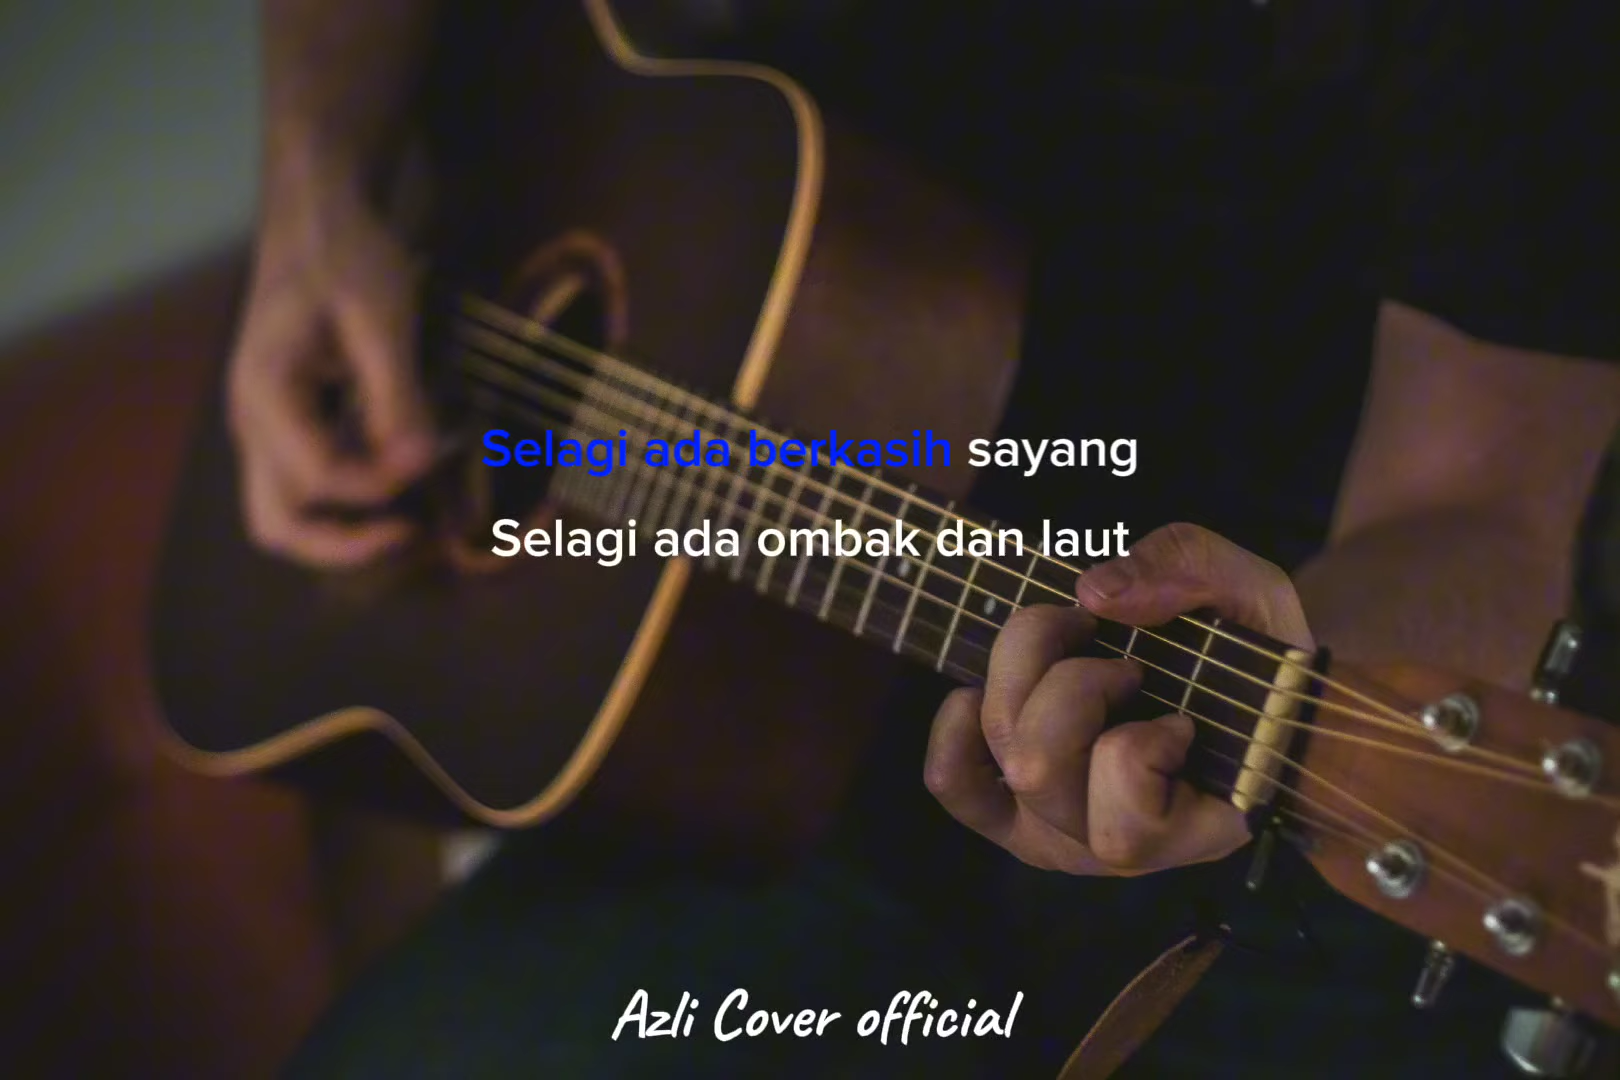 Selagi ada berkasih sayang
Selagi ada ombak dan laut
Azli Cover official